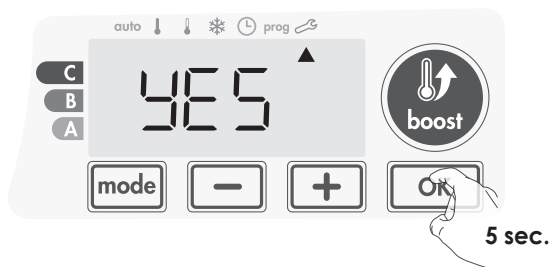 auto prog
C
B
A
YES
boost
mode − + OK
5 sec.